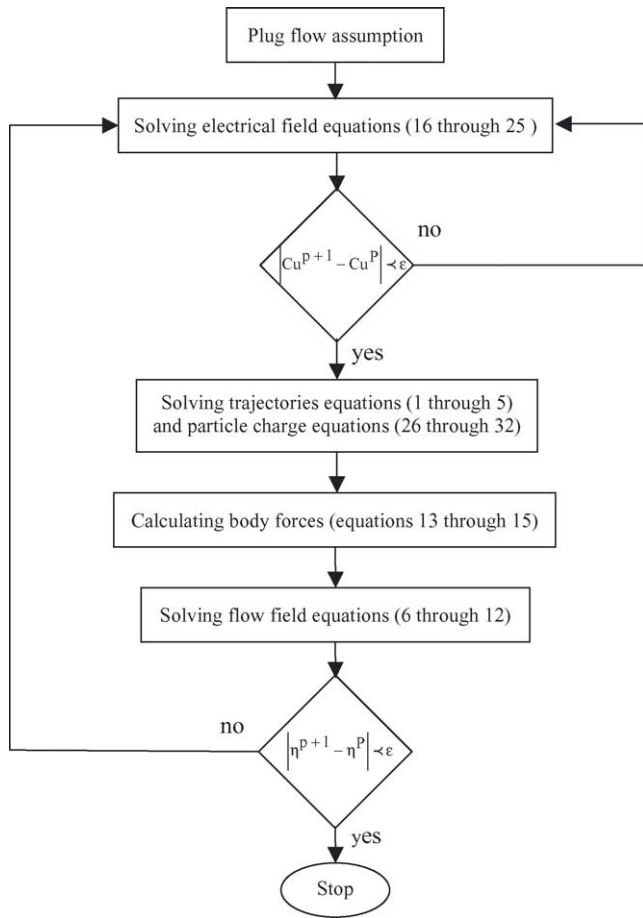 Plug flow assumption
Solving electrical field equations (16 through 25 )
no
|Cu^{p + 1} – Cu^{P}| ≺ ε
yes
Solving trajectories equations (1 through 5)
and particle charge equations (26 through 32)
Calculating body forces (equations 13 through 15)
Solving flow field equations (6 through 12)
no
|η^{p + 1} – η^{P}| ≺ ε
yes
Stop